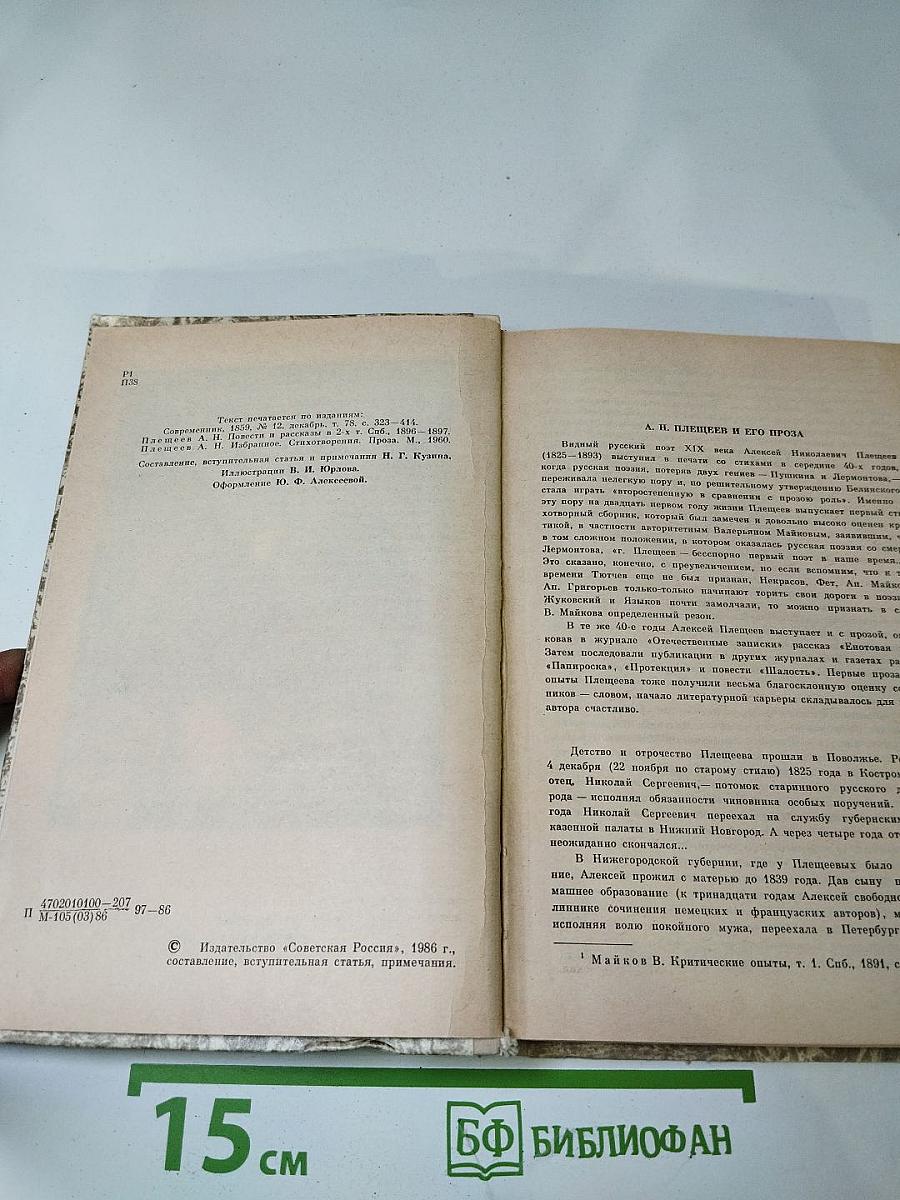 Р1
П38
Текст печатается по изданиям:
Современник, 1859, № 12, декабрь, т. 78, с. 323—414.
Плещеев А. Н. Повести и рассказы в 2-х т. Спб., 1896—1897.
Плещеев А. Н. Избранное. Стихотворения. Проза. М., 1960.
Составление, вступительная статья и примечания Н. Г. Кузина.
Иллюстрации В. И. Юрлова.
Оформление Ю. Ф. Алексеевой.
П 4702010100—207 97—86
М-105(03)86
© Издательство «Советская Россия», 1986 г.,
составление, вступительная статья, примечания.
А. Н. ПЛЕЩЕЕВ И ЕГО ПРОЗА
Видный русский поэт XIX века Алексей Николаевич Плещеев
(1825—1893) выступил в печати со стихами в середине 40-х годов,
когда русская поэзия, потеряв двух гениев — Пушкина и Лермонтова,—
переживала нелегкую пору и, по решительному утверждению Белинского,
стала играть «второстепенную в сравнении с прозою роль». Именно
эту пору на двадцать первом году жизни Плещеев выпускает первый сти
хотворный сборник, который был замечен и довольно высоко оценен кри
тикой, в частности авторитетным Валерьяном Майковым, заявившим, «
в том сложном положении, в котором оказалась русская поэзия со смер
Лермонтова, «г. Плещеев — бесспорно первый поэт в наше время...
Это сказано, конечно, с преувеличением, но если вспомним, что к т
времени Тютчев еще не был признан, Некрасов, Фет, Ап. Майко
Ап. Григорьев только-только начинают торить свои дороги в поэзи
Жуковский и Языков почти замолчали, то можно признать в с
В. Майкова определенный резон.
В те же 40-е годы Алексей Плещеев выступает и с прозой, оп
ковав в журнале «Отечественные записки» рассказ «Енотовая
Затем последовали публикации в других журналах и газетах ра
«Папироска», «Протекция» и повести «Шалость». Первые проза
опыты Плещеева тоже получили весьма благосклонную оценку со
ников — словом, начало литературной карьеры складывалось для
автора счастливо.
Детство и отрочество Плещеева прошли в Поволжье. Ро
4 декабря (22 ноября по старому стилю) 1825 года в Костром
отец, Николай Сергеевич,— потомок старинного русского д
рода — исполнял обязанности чиновника особых поручений.
года Николай Сергеевич переехал на службу губернским
казенной палаты в Нижний Новгород. А через четыре года от
неожиданно скончался...
В Нижегородской губернии, где у Плещеевых было
ние, Алексей прожил с матерью до 1839 года. Дав сыну п
машнее образование (к тринадцати годам Алексей свободно
линнике сочинения немецких и французских авторов), м
исполняя волю покойного мужа, переехала в Петербург
¹ Майков В. Критические опыты, т. 1. Спб., 1891, с
15 см
БФ БИБЛИОФАН